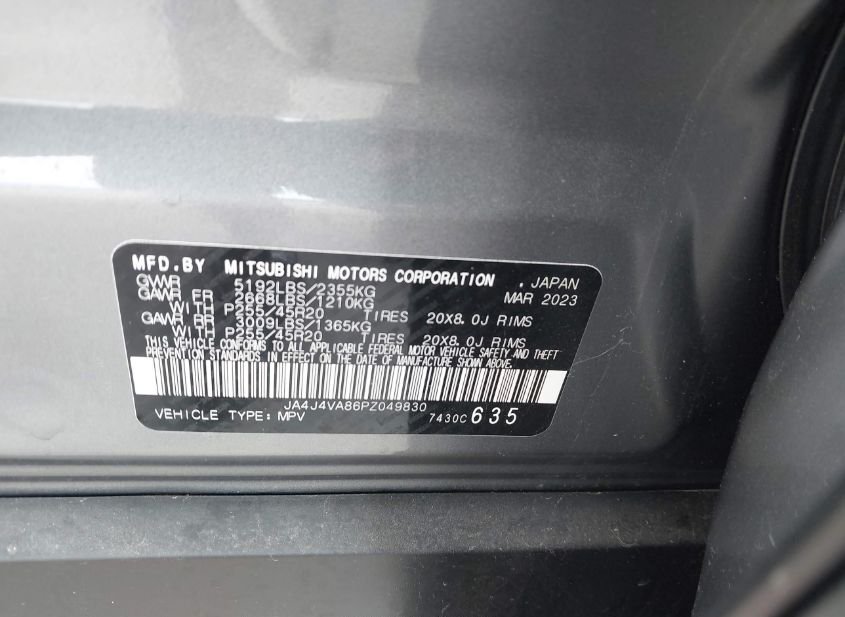 MFD.BY MITSUBISHI MOTORS CORPORATION . JAPAN
GVWR 5192LBS/2355KG MAR 2023
GAWR FR 2668LBS/1210KG
WITH P255/45R20 TIRES 20X8.0J RIMS
GAWR RR 3009LBS/1365KG
WITH P255/45R20 TIRES 20X8.0J RIMS
THIS VEHICLE CONFORMS TO ALL APPLICABLE FEDERAL MOTOR VEHICLE SAFETY AND THEFT
PREVENTION STANDARDS IN EFFECT ON THE DATE OF MANUFACTURE SHOWN ABOVE.
JA4J4VA86PZ049830
VEHICLE TYPE: MPV 7430C 635